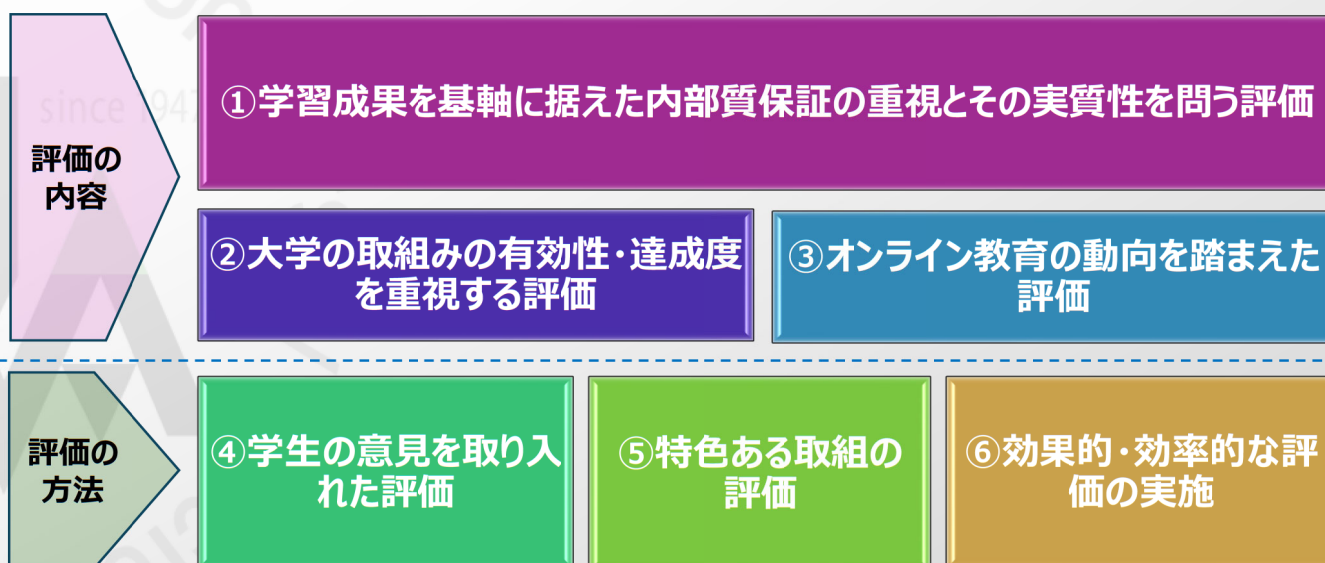 ①学習成果を基軸に据えた内部質保証の重視とその実質性を問う評価
since 1947
評価の
内容
②大学の取組みの有効性・達成度
を重視する評価
③オンライン教育の動向を踏まえた
評価
評価の
方法
④学生の意見を取り入
れた評価
⑤特色ある取組の
評価
⑥効果的・効率的な評
価の実施